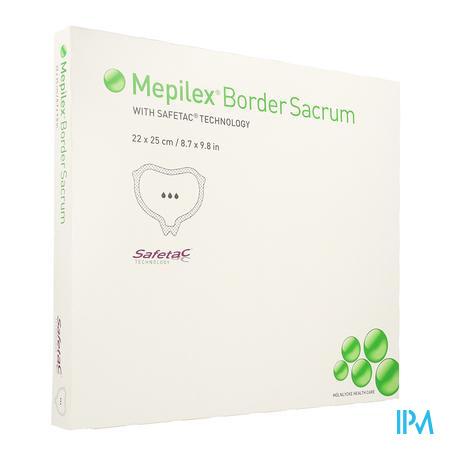 Mepilex® Border Sacrum
WITH SAFETAC® TECHNOLOGY
22 x 25 cm / 8.7 x 9.8 in
Safetac
TECHNOLOGY
MÖLNLYCKE HEALTH CARE
Mepilex® Border Sacrum
Safetac
IPM